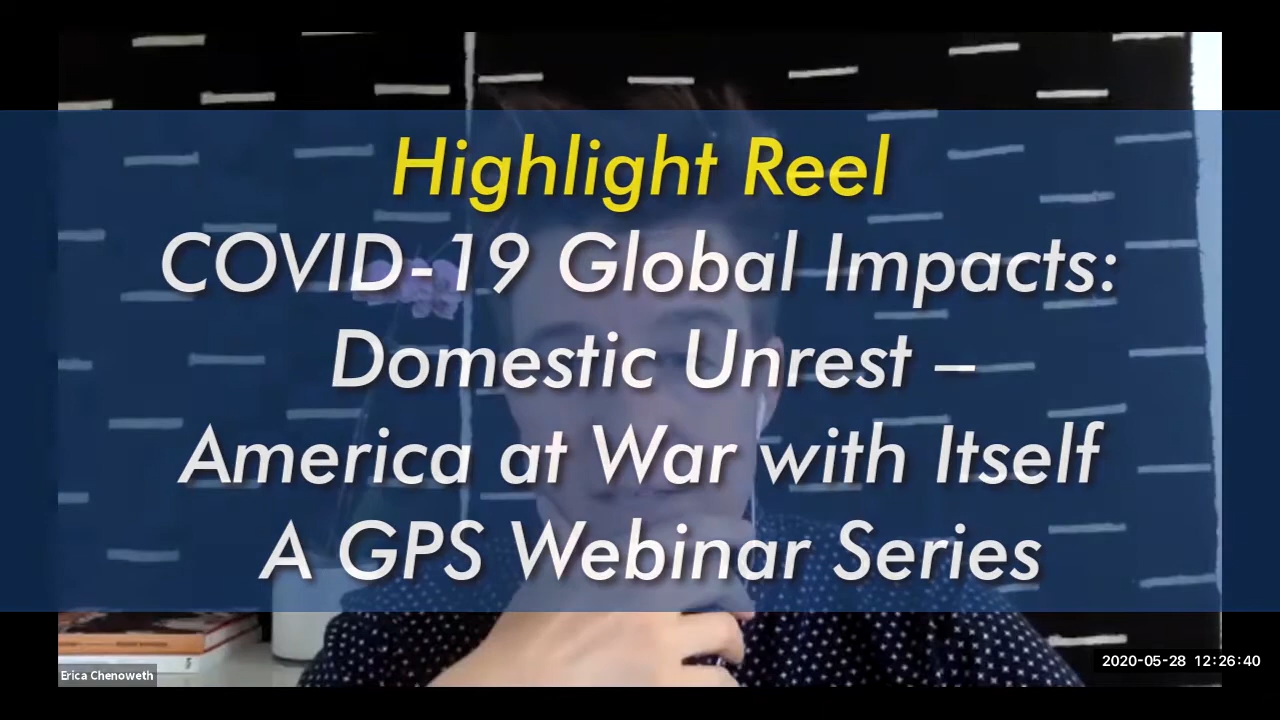 Highlight Reel
COVID-19 Global Impacts:
Domestic Unrest –
America at War with Itself
A GPS Webinar Series
Erica Chenoweth
2020-05-28 12:26:40